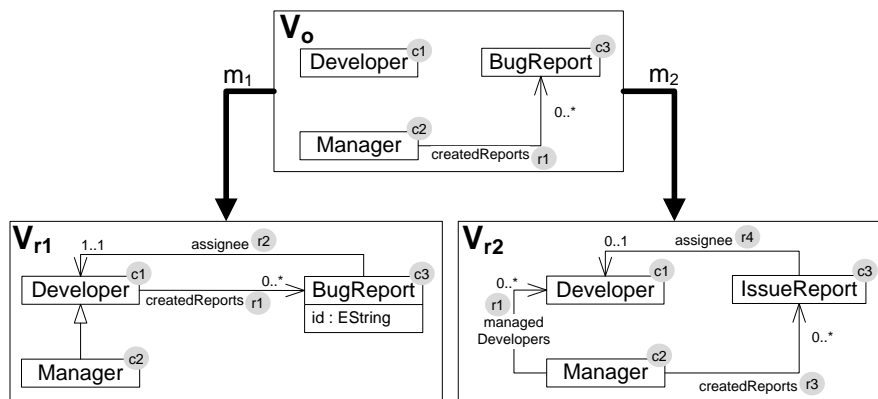 Vo
Developer c1
BugReport c3
m1
m2
0..*
Manager c2
createdReports r1
Vr1
1..1
assignee r2
Developer c1
createdReports r1
0..*
BugReport c3
id : EString
Manager c2
Vr2
0..1
assignee r4
0..*
Developer c1
IssueReport c3
r1
managed
Developers
0..*
Manager c2
createdReports r3